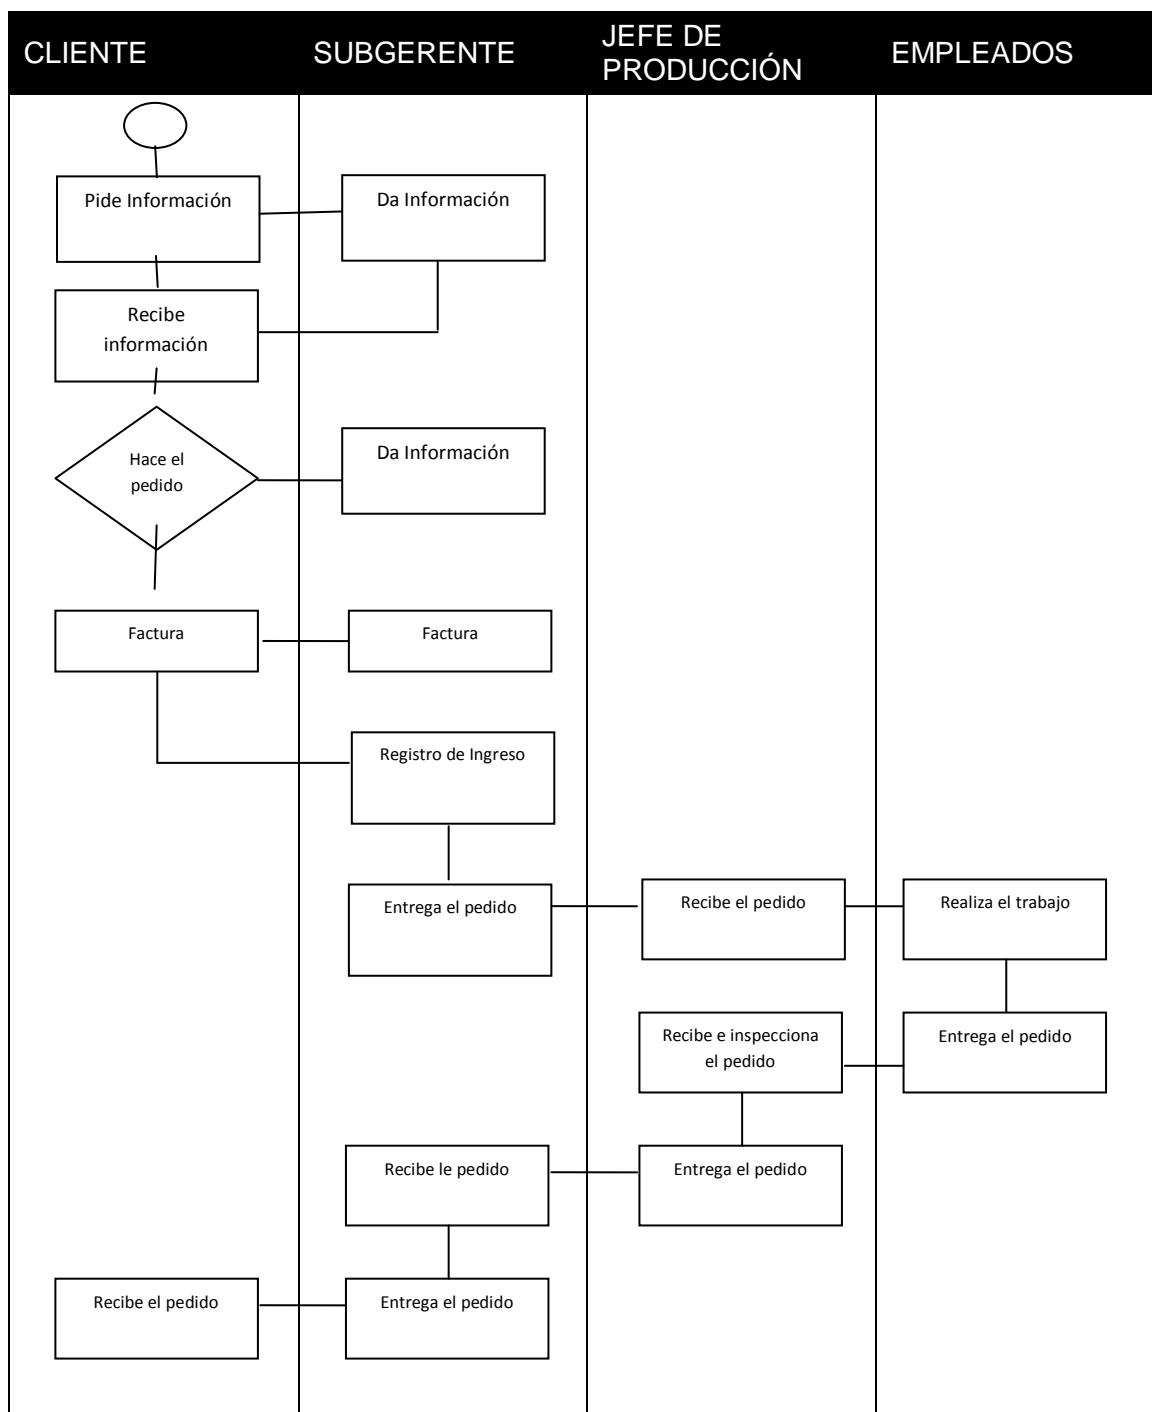 CLIENTE
SUBGERENTE
JEFE DE
PRODUCCIÓN
EMPLEADOS
Pide Información
Da Información
Recibe
información
Hace el
pedido
Da Información
Factura
Factura
Registro de Ingreso
Entrega el pedido
Recibe el pedido
Realiza el trabajo
Recibe e inspecciona
el pedido
Entrega el pedido
Recibe le pedido
Entrega el pedido
Recibe el pedido
Entrega el pedido